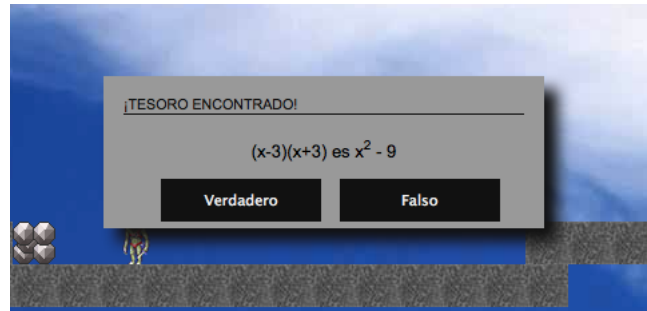 ¡TESORO ENCONTRADO!
(x-3)(x+3) es x² - 9
Verdadero Falso